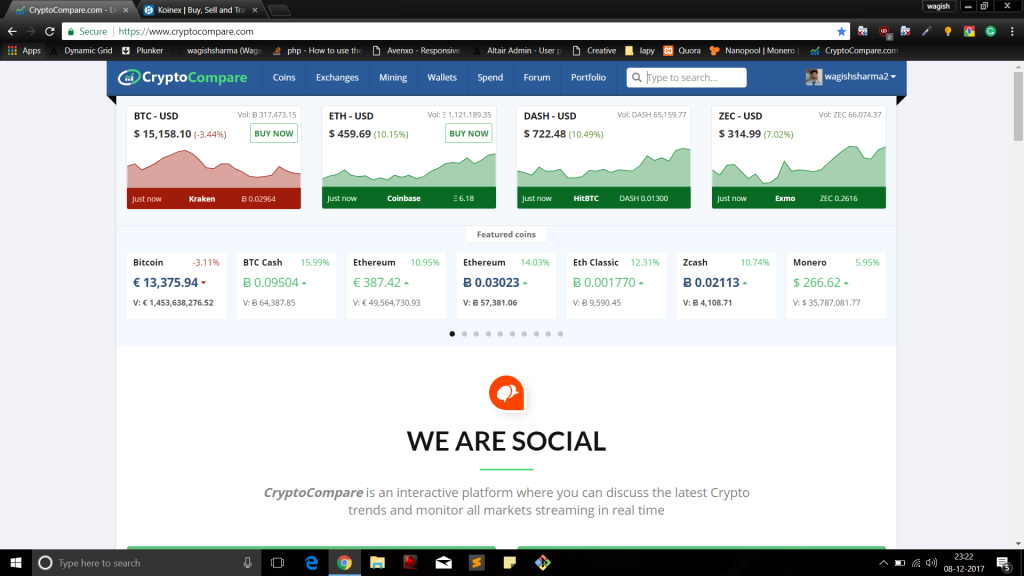 wagish
CryptoCompare.com - Li
Koinex | Buy, Sell and Tra
Secure https://www.cryptocompare.com
Apps Dynamic Grid Plunker wagishsharma (Wagi php - How to use the Avenxo - Responsive Altair Admin - User p Creative lapy Quora Nanopool | Monero | CryptoCompare.com
CryptoCompare Coins Exchanges Mining Wallets Spend Forum Portfolio Type to search... wagishsharma2
BTC - USD Vol: Ƀ 317,473.15
$ 15,158.10 (-3.44%) BUY NOW
Just now Kraken Ƀ 0.02964
ETH - USD Vol: Ξ 1,121,189.35
$ 459.69 (10.15%) BUY NOW
Just now Coinbase Ξ 6.18
DASH - USD Vol: DASH 65,159.77
$ 722.48 (10.49%)
Just now HitBTC DASH 0.01300
ZEC - USD Vol: ZEC 66,074.37
$ 314.99 (7.02%)
Just now Exmo ZEC 0.2616
Featured coins
Bitcoin -3.11%
€ 13,375.94
V: € 1,453,638,276.52
BTC Cash 15.99%
Ƀ 0.09504
V: Ƀ 64,387.85
Ethereum 10.95%
€ 387.42
V: € 49,564,730.93
Ethereum 14.03%
Ƀ 0.03023
V: Ƀ 57,381.06
Eth Classic 12.31%
Ƀ 0.001770
V: Ƀ 9,590.45
Zcash 10.74%
Ƀ 0.02113
V: Ƀ 4,108.71
Monero 5.95%
$ 266.62
V: $ 35,787,081.77
WE ARE SOCIAL
CryptoCompare is an interactive platform where you can discuss the latest Crypto
trends and monitor all markets streaming in real time
Type here to search
23:22
08-12-2017
5